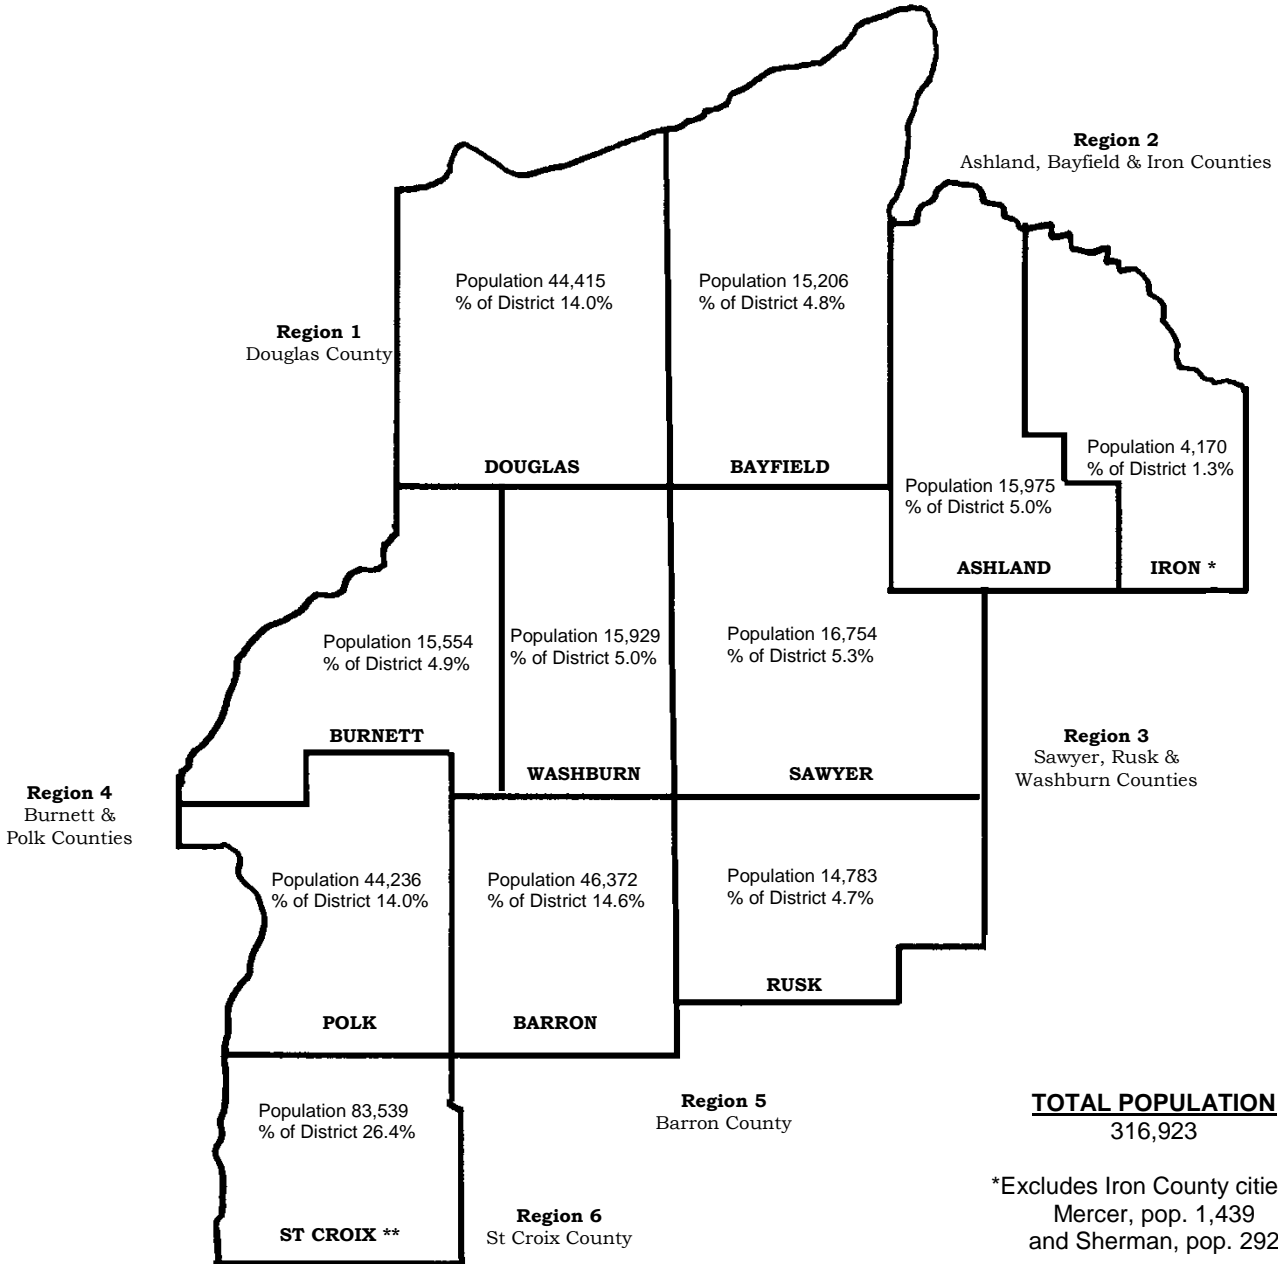 Region 2
Ashland, Bayfield & Iron Counties
Population 44,415
% of District 14.0%
Population 15,206
% of District 4.8%
Region 1
Douglas County
DOUGLAS
BAYFIELD
Population 4,170
% of District 1.3%
Population 15,975
% of District 5.0%
ASHLAND
IRON *
Population 15,554
% of District 4.9%
Population 15,929
% of District 5.0%
Population 16,754
% of District 5.3%
BURNETT
WASHBURN
SAWYER
Region 3
Sawyer, Rusk &
Washburn Counties
Region 4
Burnett &
Polk Counties
Population 44,236
% of District 14.0%
Population 46,372
% of District 14.6%
Population 14,783
% of District 4.7%
RUSK
POLK
BARRON
Population 83,539
% of District 26.4%
Region 5
Barron County
TOTAL POPULATION
316,923
*Excludes Iron County citie
Mercer, pop. 1,439
and Sherman, pop. 292
ST CROIX **
Region 6
St Croix County